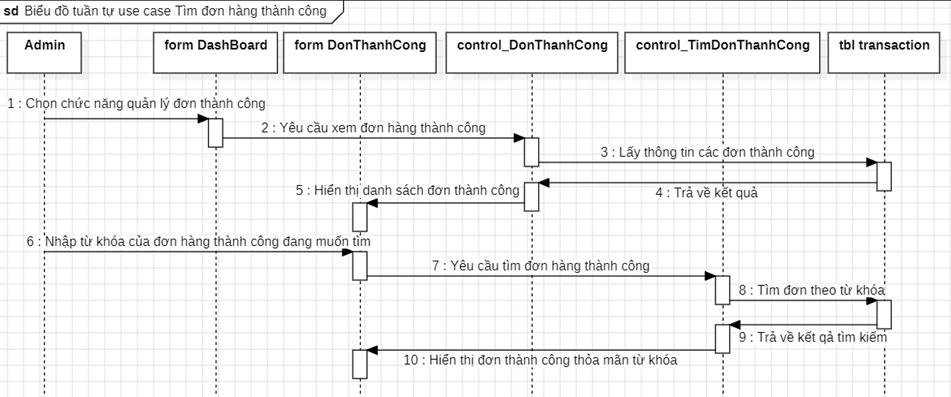 sd Biểu đồ tuần tự use case Tìm đơn hàng thành công
Admin
form DashBoard
form DonThanhCong
control_DonThanhCong
control_TimDonThanhCong
tbl transaction
1 : Chọn chức năng quản lý đơn thành công
2 : Yêu cầu xem đơn hàng thành công
3 : Lấy thông tin các đơn thành công
4 : Trả về kết quả
5 : Hiển thị danh sách đơn thành công
6 : Nhập từ khóa của đơn hàng thành công đang muốn tìm
7 : Yêu cầu tìm đơn hàng thành công
8 : Tìm đơn theo từ khóa
9 : Trả về kết qả tìm kiếm
10 : Hiển thị đơn thành công thỏa mãn từ khóa